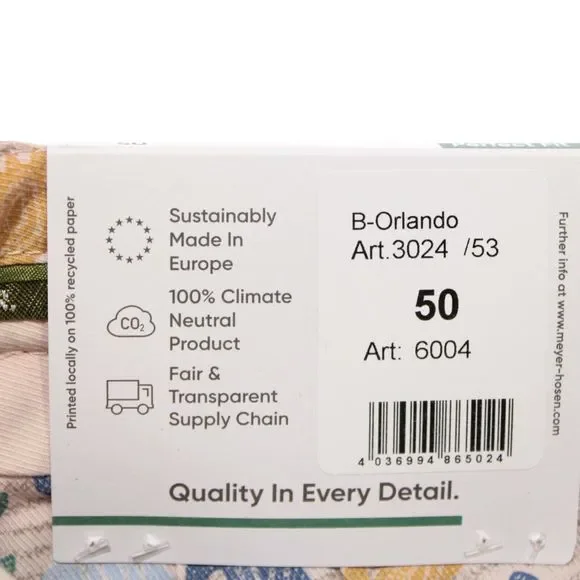 Perfect Fit
Printed locally on 100% recycled paper
Sustainably
Made In
Europe
CO2
100% Climate
Neutral
Product
Fair &
Transparent
Supply Chain
B-Orlando
Art.3024 /53
50
Art: 6004
4 036994 865024
Further info at www.meyer-hosen.com
Quality In Every Detail.